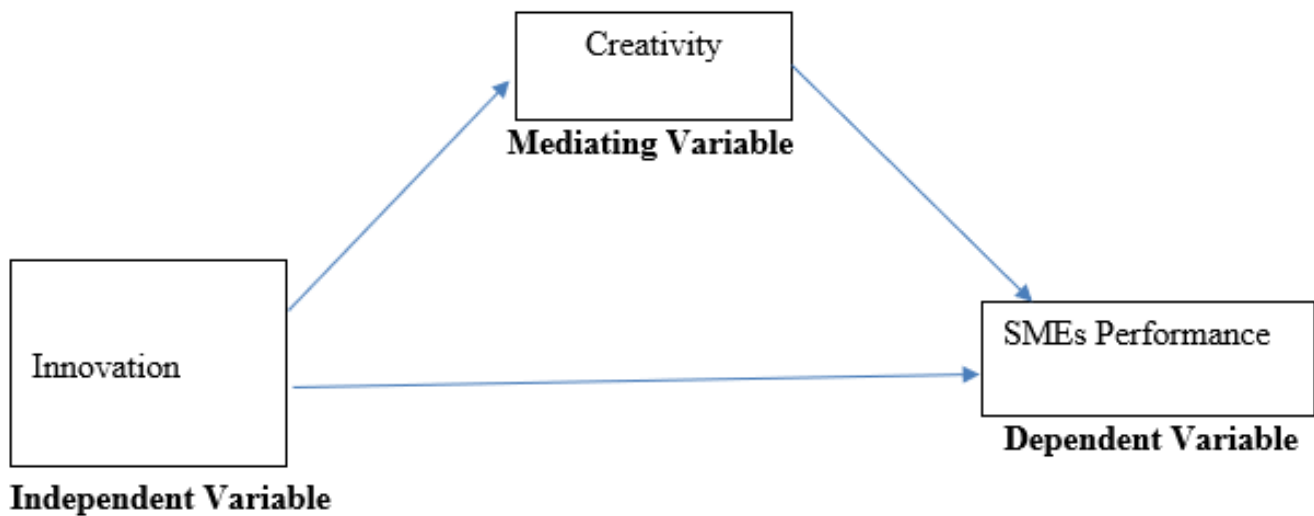 Creativity
Mediating Variable
Innovation
SMEs Performance
Dependent Variable
Independent Variable